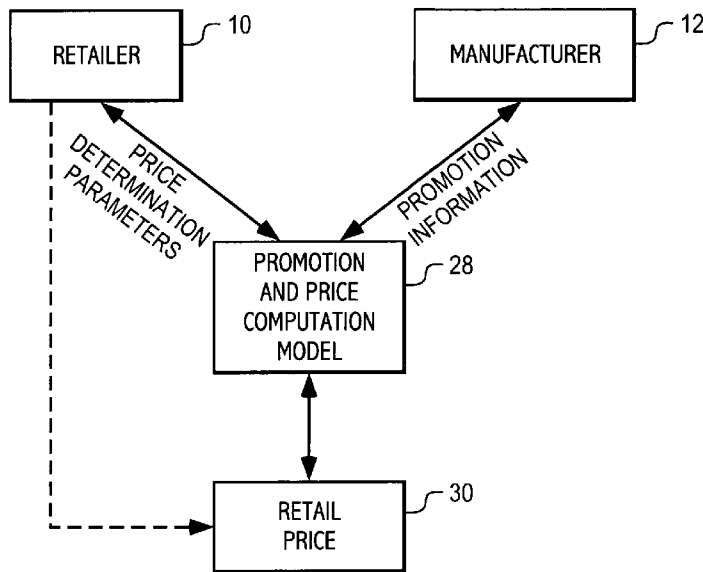 RETAILER
10
MANUFACTURER
12
PRICE
DETERMINATION
PARAMETERS
PROMOTION
INFORMATION
PROMOTION
AND PRICE
COMPUTATION
MODEL
28
RETAIL
PRICE
30